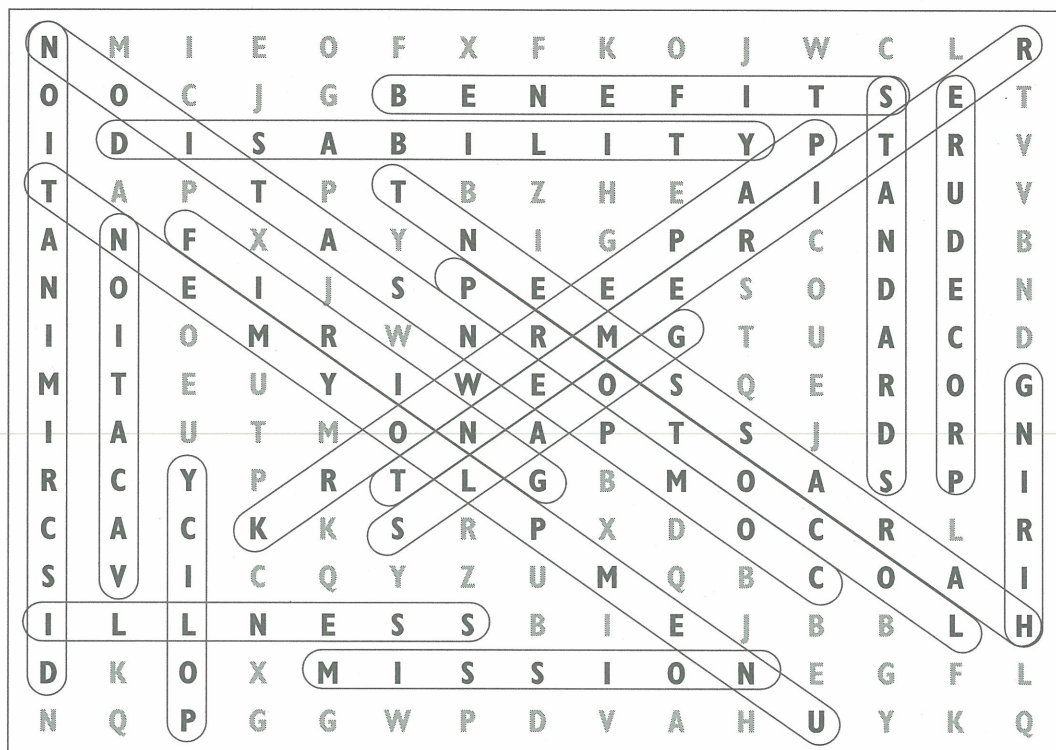 N M I E O F X F K O J W C L R
O O C J G B E N E F I T S E T
I D I S A B I L I T Y P T R V
T A P T P T B Z H E A I A U V
A N F X A Y N I G P R C N D B
N O E I J S P E E E S O D E N
I I O M R W N R M G T U A C D
M T E U Y I W E O S Q E R O G
I A U T M O N A P T S J D R N
R C Y P R T L G B M O A S P I
C A C K K S R P X D O C R L R
S V I C Q Y Z U M Q B C O A I
I L L N E S S B I E J B B L H
D K O X M I S S I O N E G F L
N Q P G G W P D V A H U Y K Q